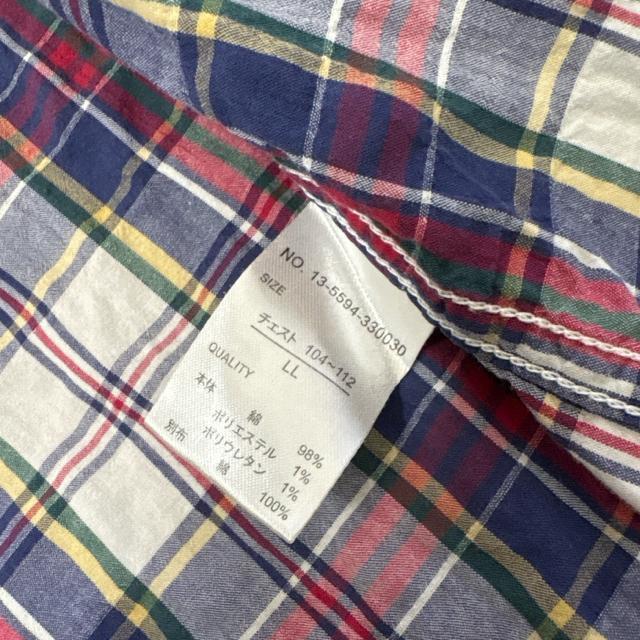 NO. 13-5594-330030
SIZE
チェスト 104~112
LL
QUALITY
本体 綿 98%
ポリエステル 1%
ポリウレタン 1%
別布 綿 100%